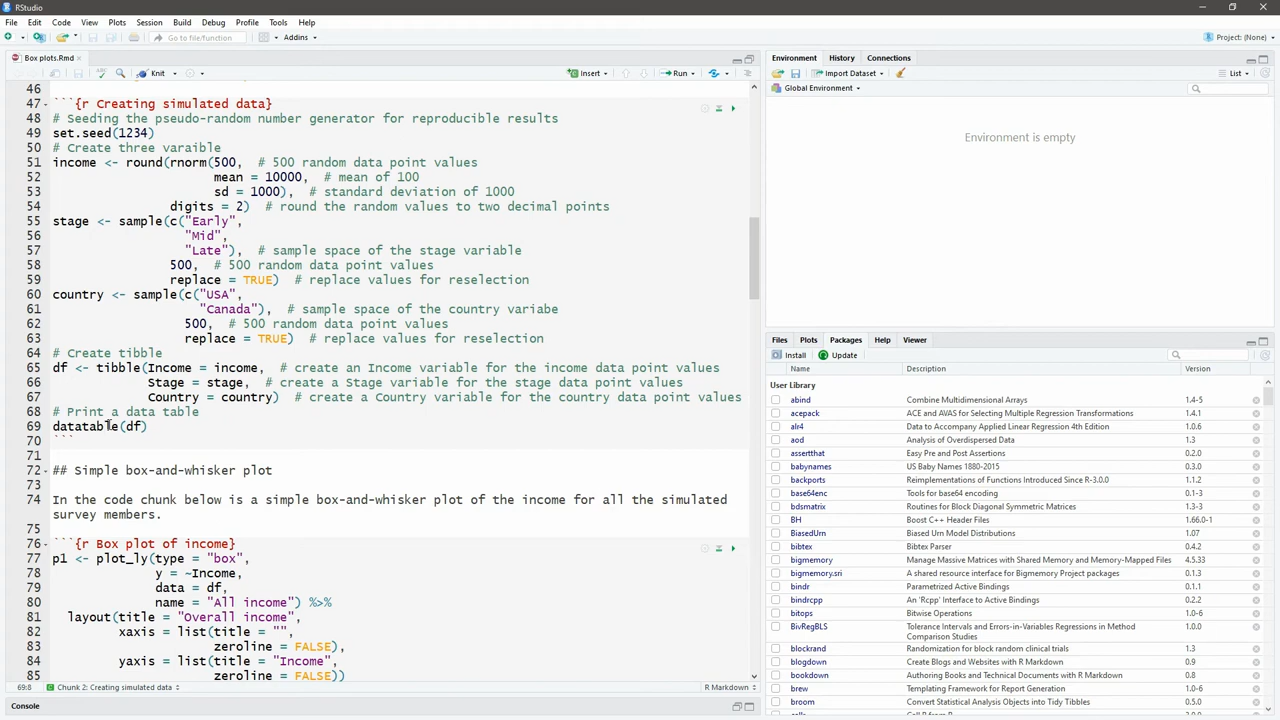 RStudio
File Edit Code View Plots Session Build Debug Profile Tools Help
Go to file/function Addins Project: (None)
Box plots.Rmd
Knit Insert Run
46
47 ```{r Creating simulated data}
48 # Seeding the pseudo-random number generator for reproducible results
49 set.seed(1234)
50 # Create three varaible
51 income <- round(rnorm(500, # 500 random data point values
52 mean = 10000, # mean of 100
53 sd = 1000), # standard deviation of 1000
54 digits = 2) # round the random values to two decimal points
55 stage <- sample(c("Early",
56 "Mid",
57 "Late"), # sample space of the stage variable
58 500, # 500 random data point values
59 replace = TRUE) # replace values for reselection
60 country <- sample(c("USA",
61 "Canada"), # sample space of the country variabe
62 500, # 500 random data point values
63 replace = TRUE) # replace values for reselection
64 # Create tibble
65 df <- tibble(Income = income, # create an Income variable for the income data point values
66 Stage = stage, # create a Stage variable for the stage data point values
67 Country = country) # create a Country variable for the country data point values
68 # Print a data table
69 datatable(df)
70 ```
71
72 ## Simple box-and-whisker plot
73
74 In the code chunk below is a simple box-and-whisker plot of the income for all the simulated
survey members.
75
76 ```{r Box plot of income}
77 p1 <- plot_ly(type = "box",
78 y = ~Income,
79 data = df,
80 name = "All income") %>%
81 layout(title = "Overall income",
82 xaxis = list(title = "",
83 zeroline = FALSE),
84 yaxis = list(title = "Income",
85 zeroline = FALSE))
69:8 Chunk 2: Creating simulated data R Markdown
Console
Environment History Connections
Import Dataset List
Global Environment
Environment is empty
Files Plots Packages Help Viewer
Install Update
Name Description Version
User Library
abind Combine Multidimensional Arrays 1.4-5
acepack ACE and AVAS for Selecting Multiple Regression Transformations 1.4.1
alr4 Data to Accompany Applied Linear Regression 4th Edition 1.0.6
aod Analysis of Overdispersed Data 1.3
assertthat Easy Pre and Post Assertions 0.2.0
babynames US Baby Names 1880-2015 0.3.0
backports Reimplementations of Functions Introduced Since R-3.0.0 1.1.2
base64enc Tools for base64 encoding 0.1-3
bdsmatrix Routines for Block Diagonal Symmetric Matrices 1.3-3
BH Boost C++ Header Files 1.66.0-1
BiasedUrn Biased Urn Model Distributions 1.07
bibtex Bibtex Parser 0.4.2
bigmemory Manage Massive Matrices with Shared Memory and Memory-Mapped Files 4.5.33
bigmemory.sri A shared resource interface for Bigmemory Project packages 0.1.3
bindr Parametrized Active Bindings 0.1.1
bindrcpp An 'Rcpp' Interface to Active Bindings 0.2.2
bitops Bitwise Operations 1.0-6
BivRegBLS Tolerance Intervals and Errors-in-Variables Regressions in Method 1.0.0
Comparison Studies
blockrand Randomization for block random clinical trials 1.3
blogdown Create Blogs and Websites with R Markdown 0.9
bookdown Authoring Books and Technical Documents with R Markdown 0.8
brew Templating Framework for Report Generation 1.0-6
broom Convert Statistical Analysis Objects into Tidy Tibbles 0.5.0